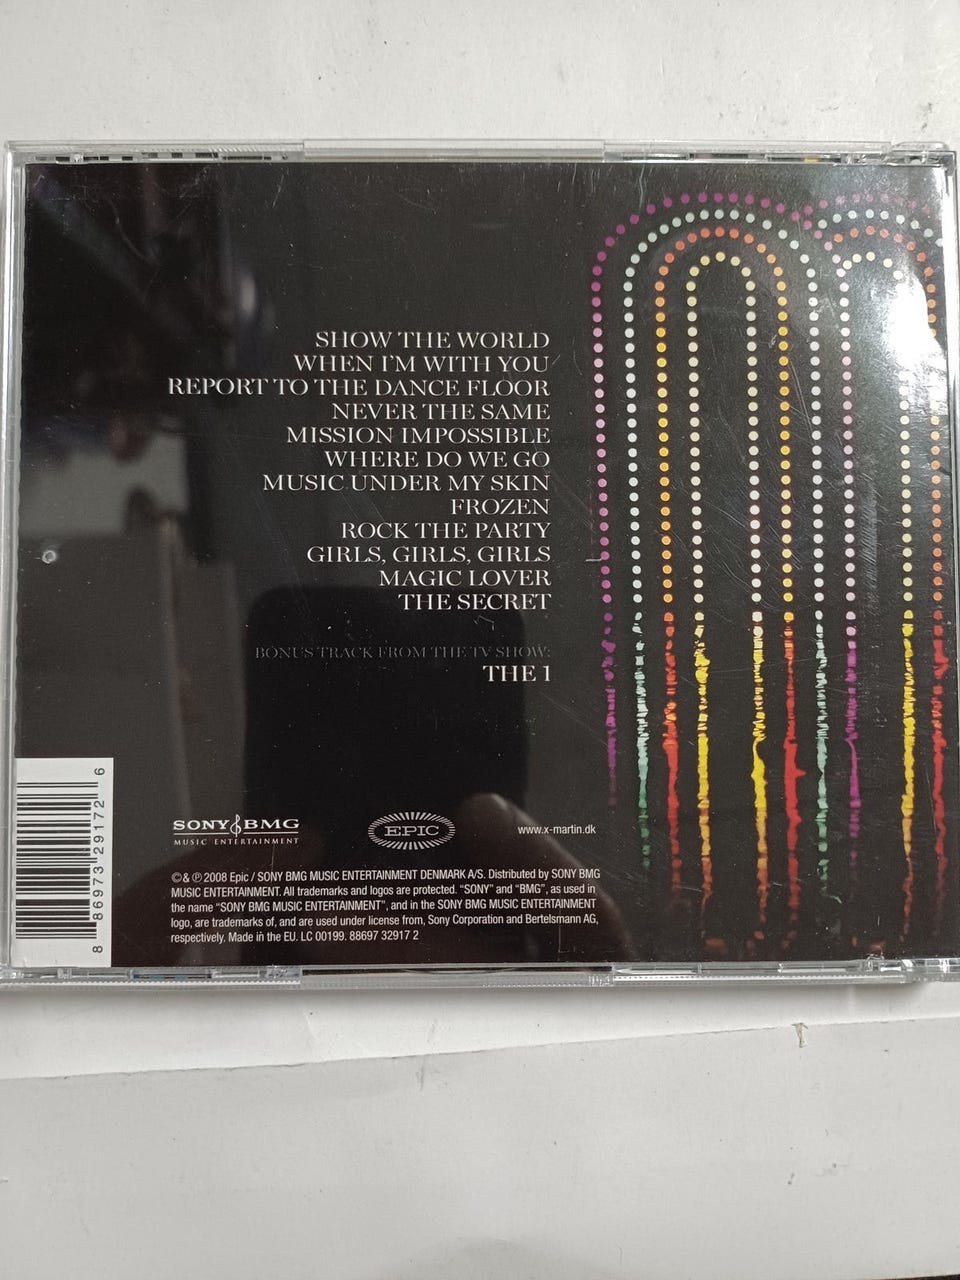 SHOW THE WORLD
WHEN I'M WITH YOU
REPORT TO THE DANCE FLOOR
NEVER THE SAME
MISSION IMPOSSIBLE
WHERE DO WE GO
MUSIC UNDER MY SKIN
FROZEN
ROCK THE PARTY
GIRLS, GIRLS, GIRLS
MAGIC LOVER
THE SECRET
BONUS TRACK FROM THE TV SHOW:
THE 1
8 86973 29172 6
SONY BMG
MUSIC ENTERTAINMENT
EPIC
www.x-martin.dk
©& ℗ 2008 Epic / SONY BMG MUSIC ENTERTAINMENT DENMARK A/S. Distributed by SONY BMG
MUSIC ENTERTAINMENT. All trademarks and logos are protected. "SONY" and "BMG", as used in
the name "SONY BMG MUSIC ENTERTAINMENT", and in the SONY BMG MUSIC ENTERTAINMENT
logo, are trademarks of, and are used under license from, Sony Corporation and Bertelsmann AG,
respectively. Made in the EU. LC 00199. 88697 32917 2